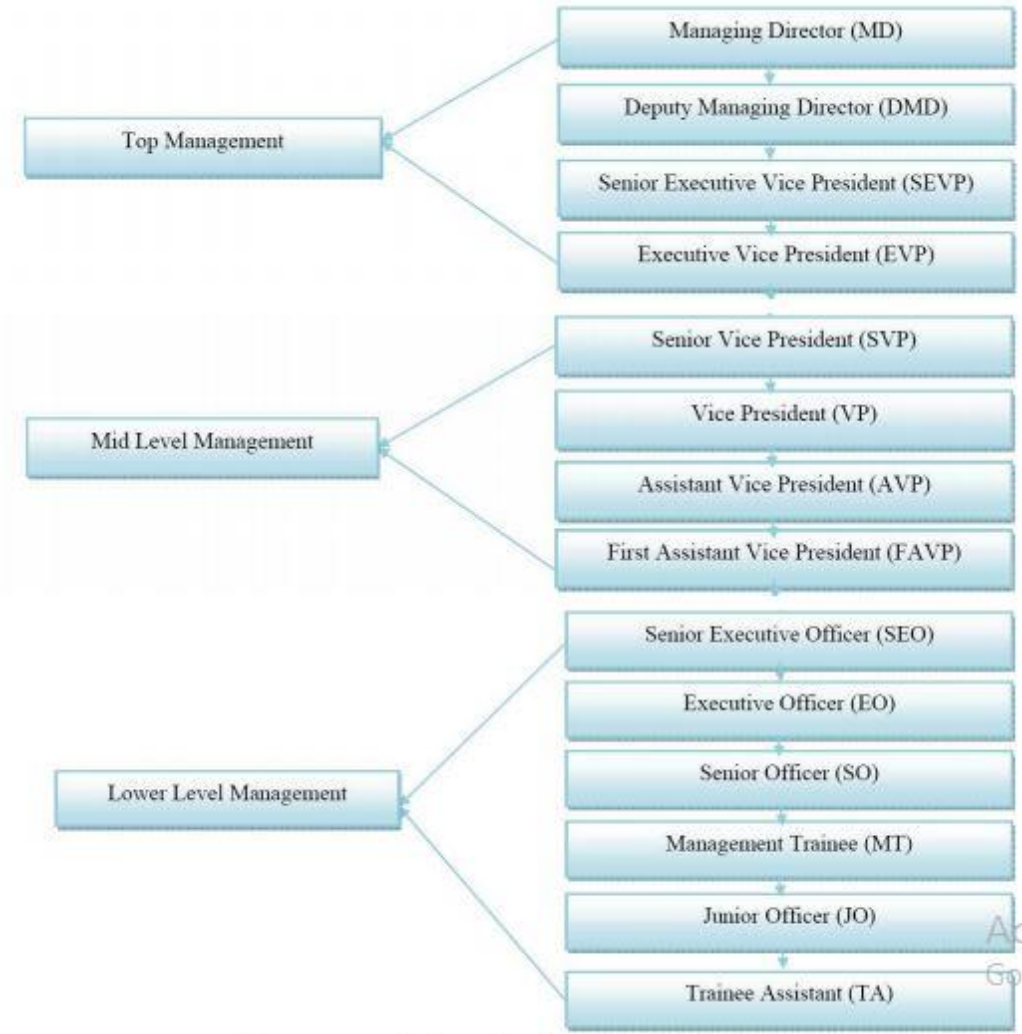 Managing Director (MD)
Deputy Managing Director (DMD)
Top Management
Senior Executive Vice President (SEVP)
Executive Vice President (EVP)
Senior Vice President (SVP)
Vice President (VP)
Mid Level Management
Assistant Vice President (AVP)
First Assistant Vice President (FAVP)
Senior Executive Officer (SEO)
Executive Officer (EO)
Senior Officer (SO)
Lower Level Management
Management Trainee (MT)
Junior Officer (JO)
Trainee Assistant (TA)